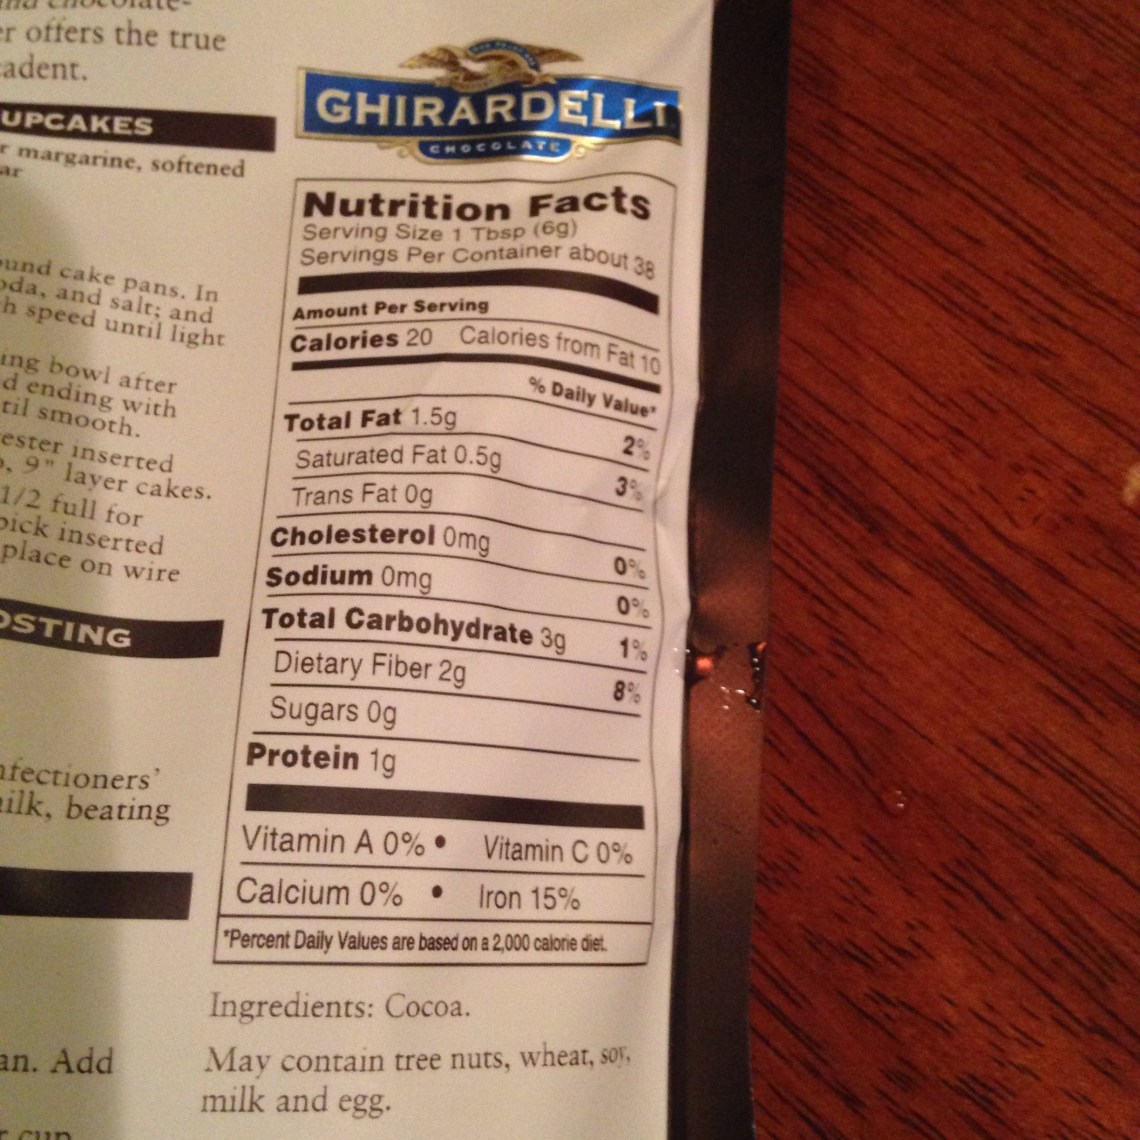 er offers the true
adent.
UPCAKES
r margarine, softened
ar
und cake pans. In
oda, and salt; and
h speed until light
ing bowl after
d ending with
til smooth.
ester inserted
, 9" layer cakes.
1/2 full for
pick inserted
place on wire
OSTING
nfectioners'
ilk, beating
an. Add
r cup
GHIRARDELLI
CHOCOLATE
Nutrition Facts
Serving Size 1 Tbsp (6g)
Servings Per Container about 38
Amount Per Serving
Calories 20 Calories from Fat 10
% Daily Value*
Total Fat 1.5g 2%
Saturated Fat 0.5g 3%
Trans Fat 0g
Cholesterol 0mg 0%
Sodium 0mg 0%
Total Carbohydrate 3g 1%
Dietary Fiber 2g 8%
Sugars 0g
Protein 1g
Vitamin A 0% • Vitamin C 0%
Calcium 0% • Iron 15%
*Percent Daily Values are based on a 2,000 calorie diet.
Ingredients: Cocoa.
May contain tree nuts, wheat, soy,
milk and egg.